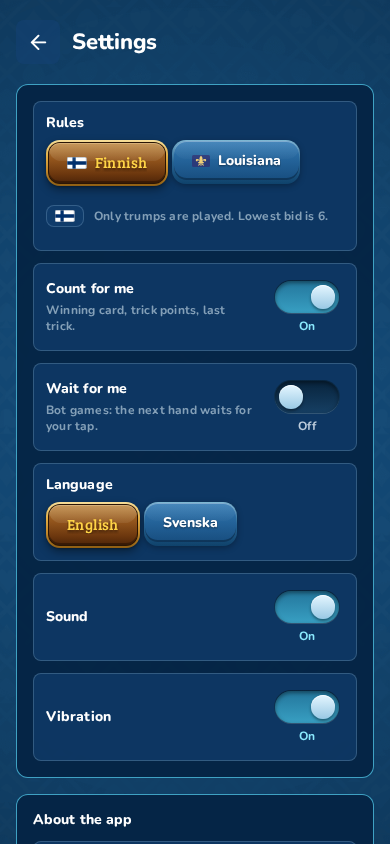 Settings
Rules
Finnish
Louisiana
Only trumps are played. Lowest bid is 6.
Count for me
Winning card, trick points, last
trick.
On
Wait for me
Bot games: the next hand waits for
your tap.
Off
Language
English
Svenska
Sound
On
Vibration
On
About the app